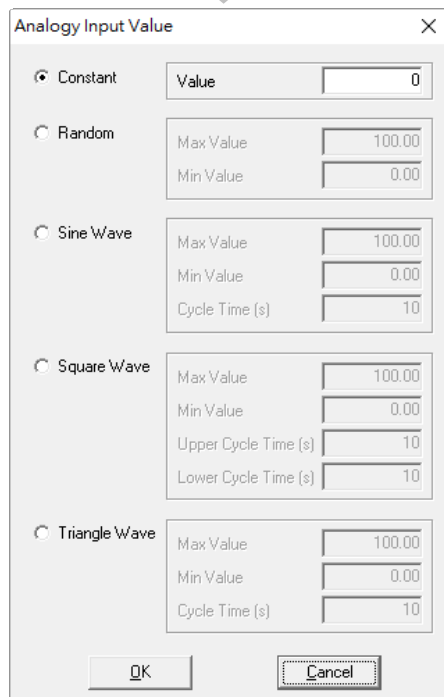 Analogy Input Value
Constant Value 0
Random
Max Value 100.00
Min Value 0.00
Sine Wave
Max Value 100.00
Min Value 0.00
Cycle Time (s) 10
Square Wave
Max Value 100.00
Min Value 0.00
Upper Cycle Time (s) 10
Lower Cycle Time (s) 10
Triangle Wave
Max Value 100.00
Min Value 0.00
Cycle Time (s) 10
OK Cancel